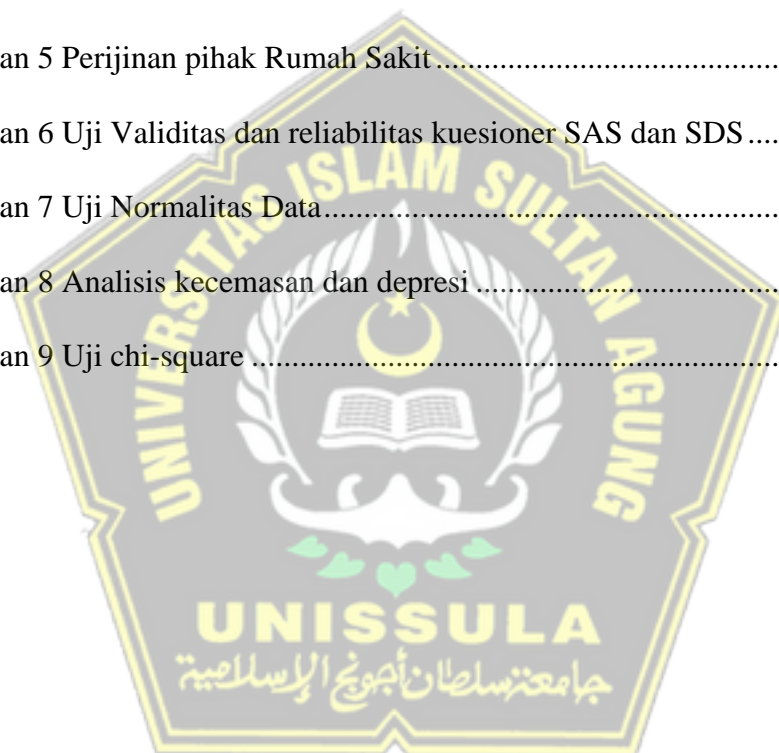 an 5 Perijinan pihak Rumah Sakit........................................
an 6 Uji Validitas dan reliabilitas kuesioner SAS dan SDS....
an 7 Uji Normalitas Data.......................................................
an 8 Analisis kecemasan dan depresi.....................................
an 9 Uji chi-square.................................................................
UNIVERSITAS ISLAM SULTAN AGUNG
UNISSULA
جامعة سلطان أجونج الإسلامية